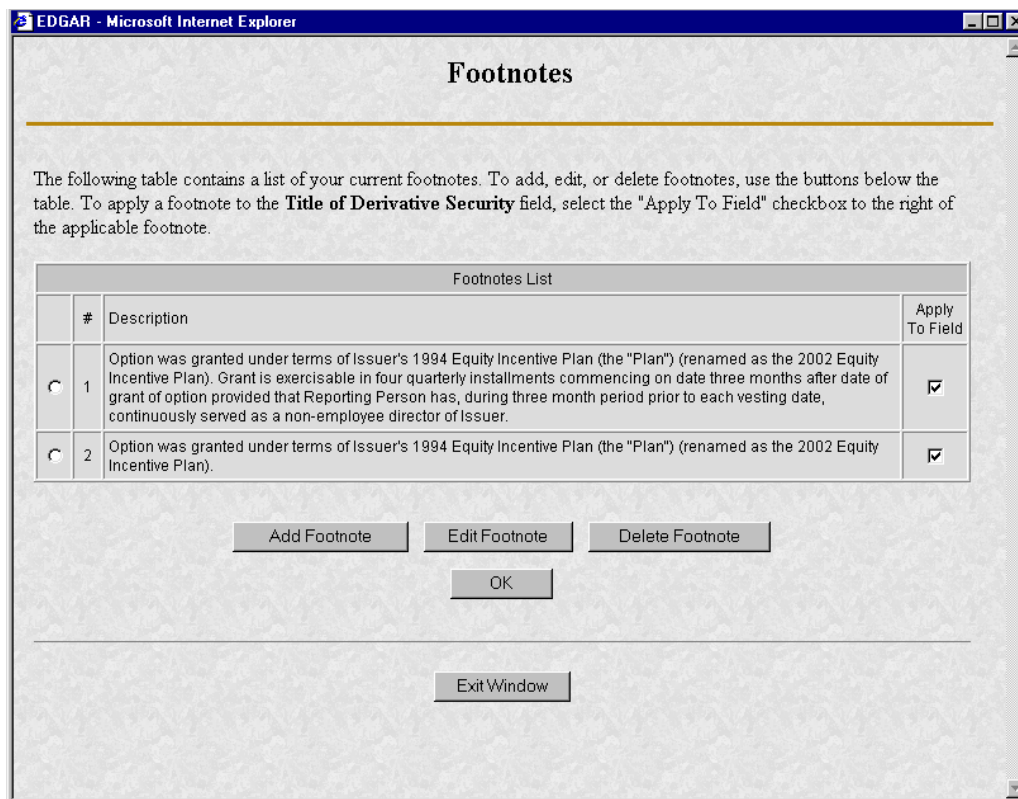 EDGAR - Microsoft Internet Explorer
Footnotes
The following table contains a list of your current footnotes. To add, edit, or delete footnotes, use the buttons below the
table. To apply a footnote to the Title of Derivative Security field, select the "Apply To Field" checkbox to the right of
the applicable footnote.
Footnotes List
# Description Apply
To Field
1 Option was granted under terms of Issuer's 1994 Equity Incentive Plan (the "Plan") (renamed as the 2002 Equity
Incentive Plan). Grant is exercisable in four quarterly installments commencing on date three months after date of
grant of option provided that Reporting Person has, during three month period prior to each vesting date,
continuously served as a non-employee director of Issuer.
2 Option was granted under terms of Issuer's 1994 Equity Incentive Plan (the "Plan") (renamed as the 2002 Equity
Incentive Plan).
Add Footnote Edit Footnote Delete Footnote
OK
Exit Window